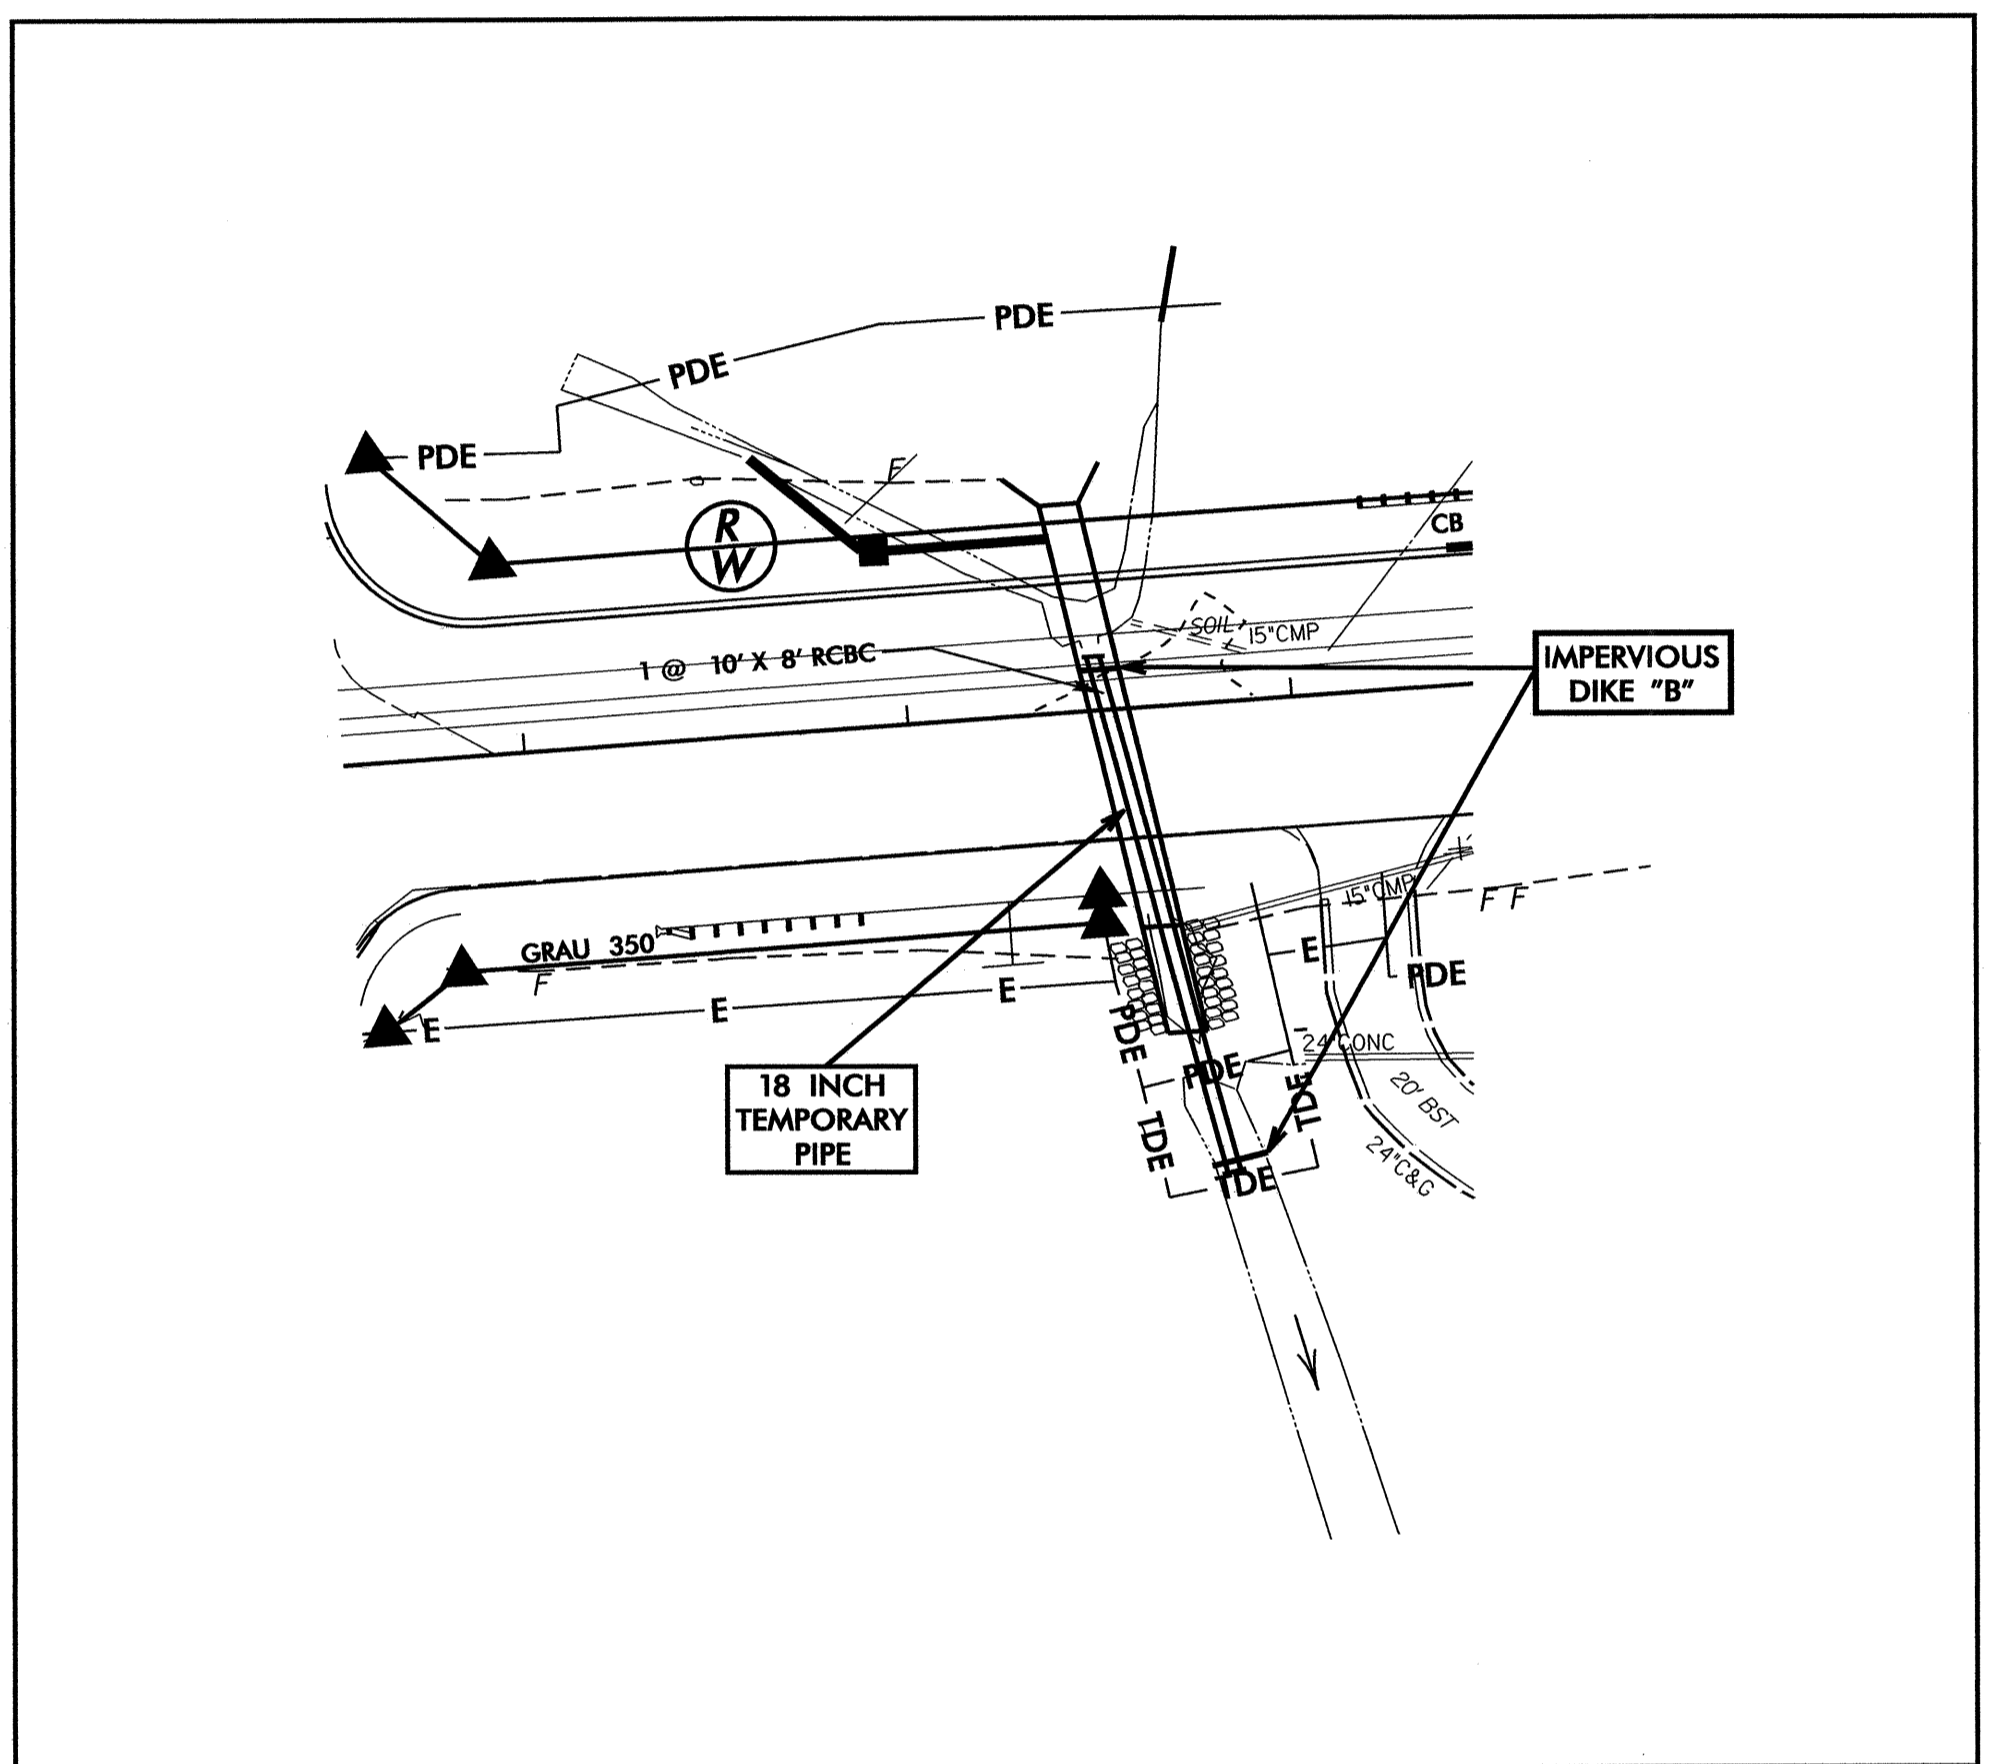 PDE
PDE
PDE
F
R
W
CB
SOIL
15"CMP
1 @ 10' X 8' RCBC
IMPERVIOUS
DIKE "B"
15"CMP
F F
GRAU 350
F
E
E
E
E
PDE
PDE
PDE
24"CONC
18 INCH
TEMPORARY
PIPE
TDE
TDE
TDE
20' BST
24"C&G